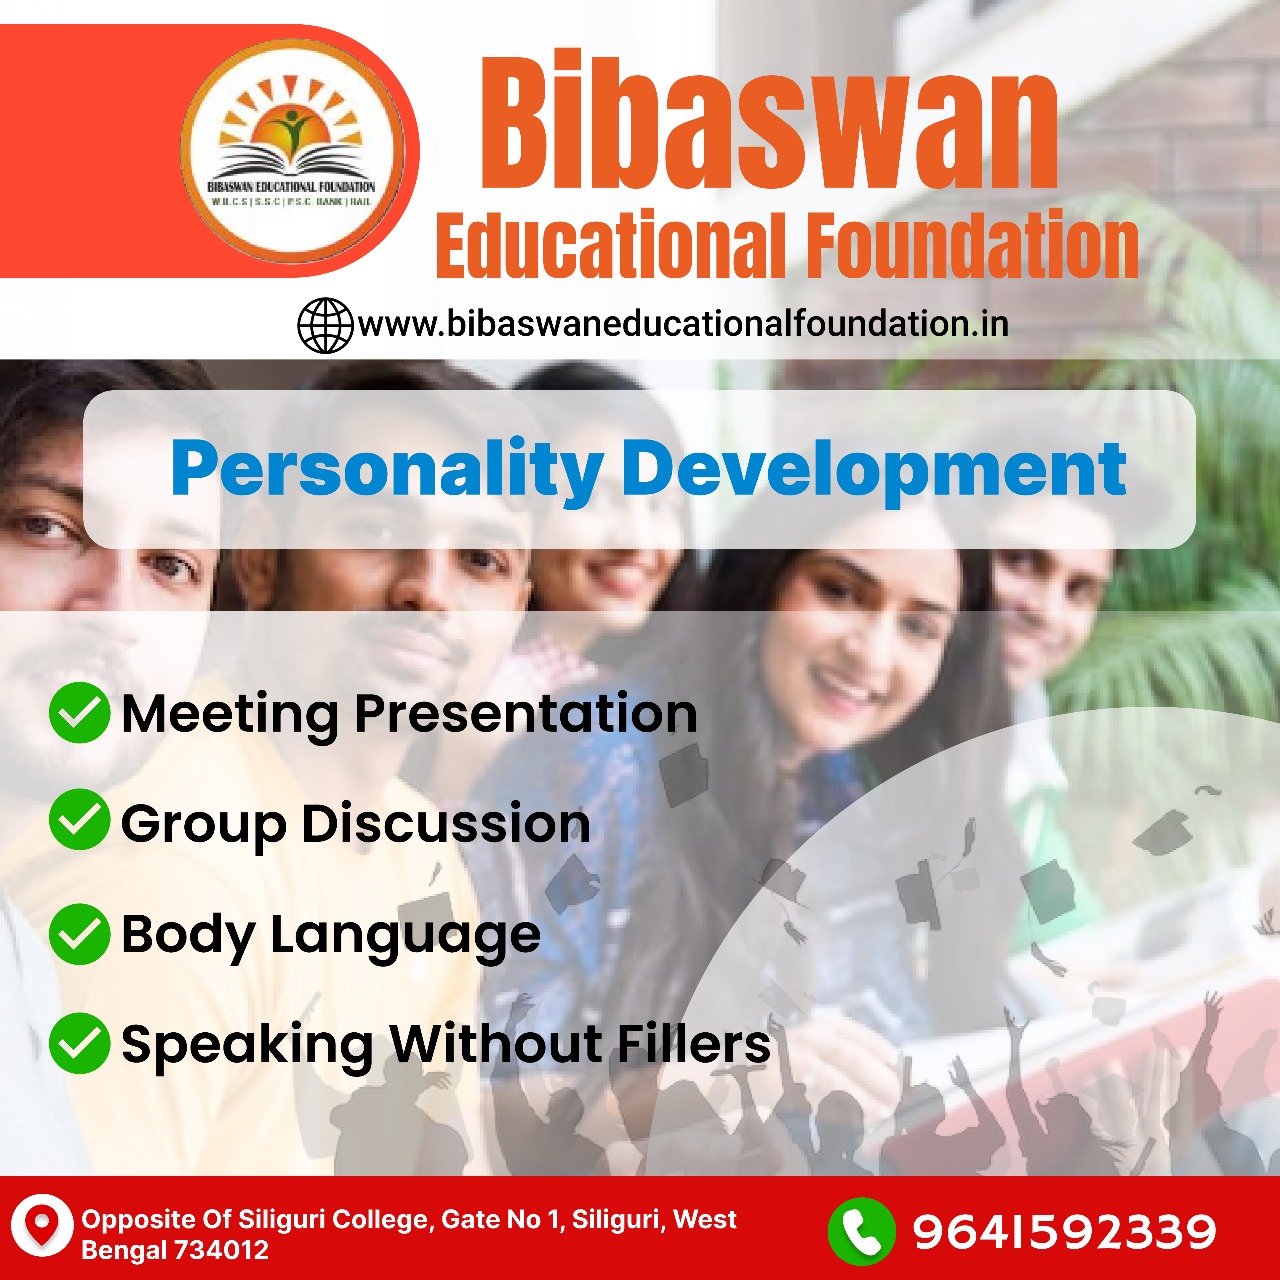 BIBASWAN EDUCATIONAL FOUNDATION
W.B.C.S | S.S.C | P.S.C. BANK | RAIL
Bibaswan
Educational Foundation
www.bibaswaneducationalfoundation.in
Personality Development
Meeting Presentation
Group Discussion
Body Language
Speaking Without Fillers
Opposite Of Siliguri College, Gate No 1, Siliguri, West
Bengal 734012
9641592339